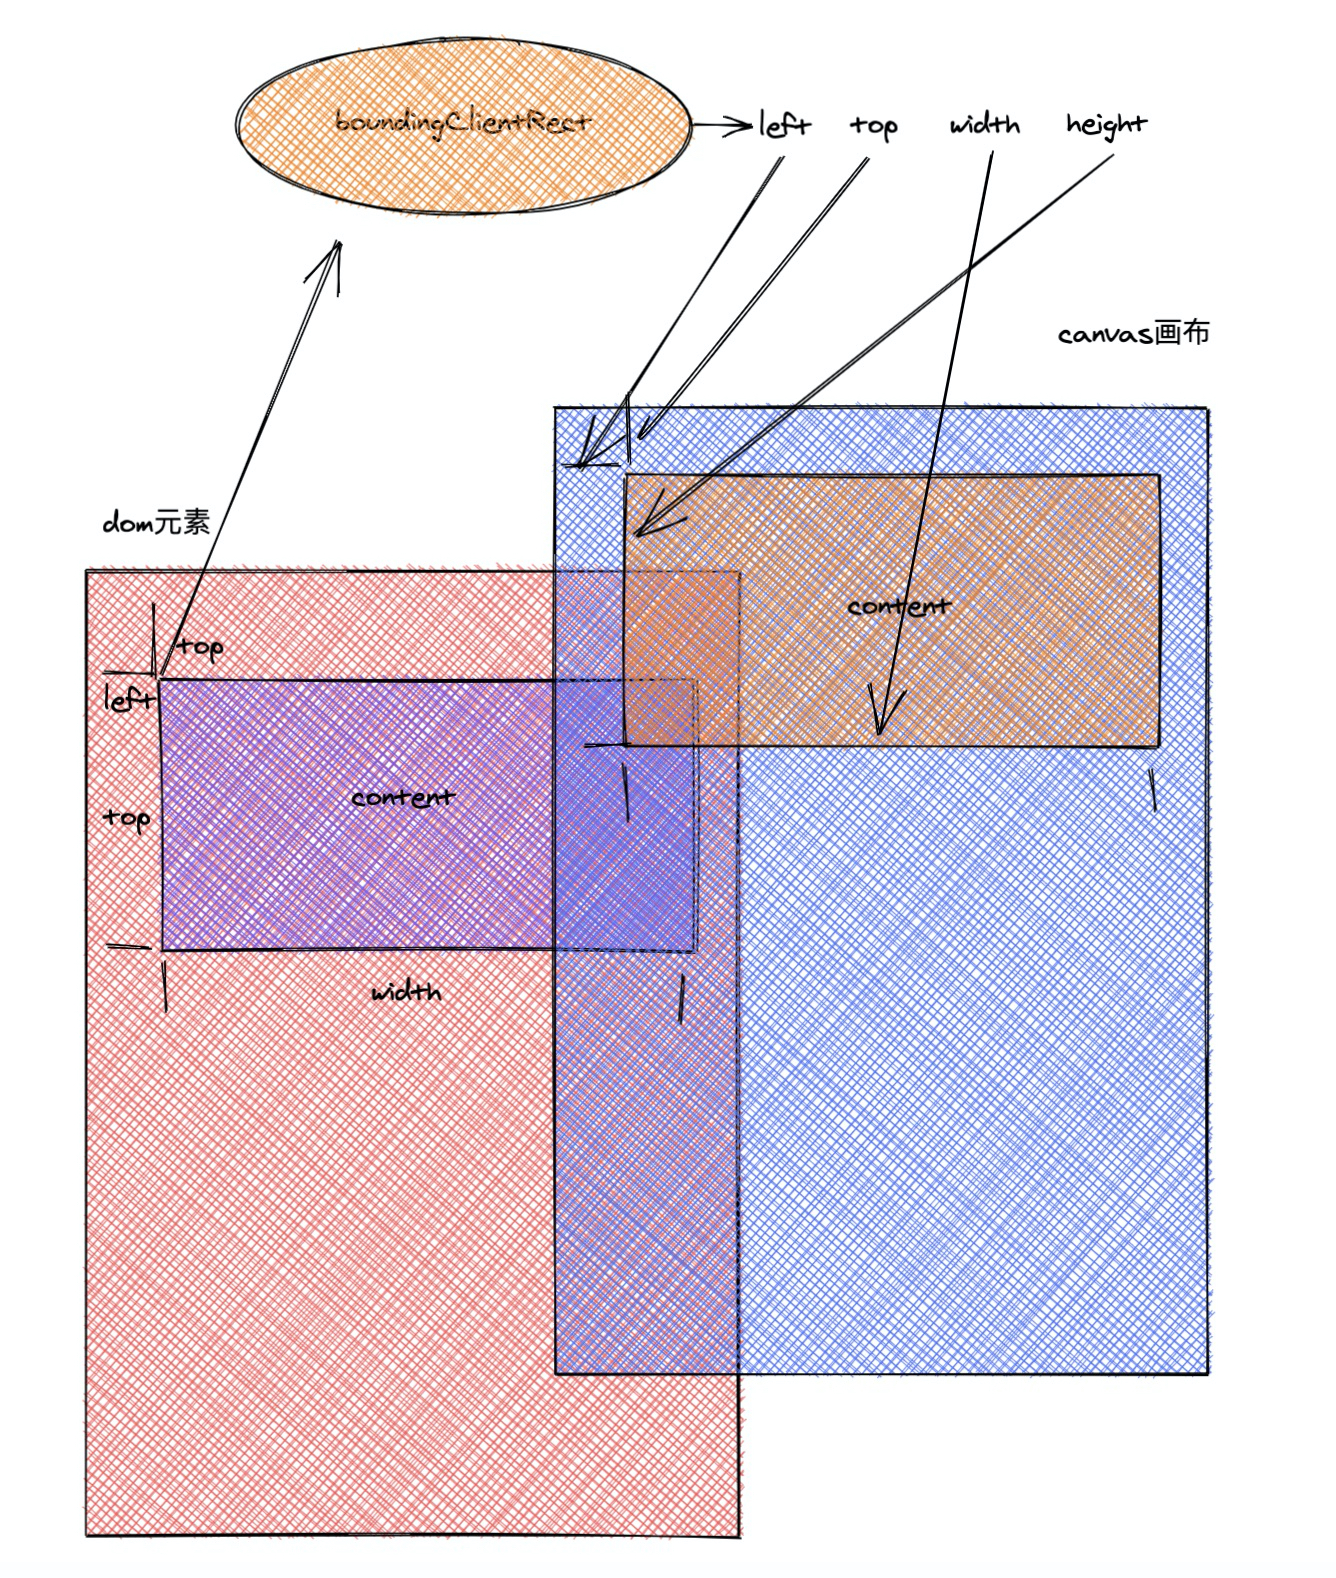 boundingClientRect
left top width height
canvas画布
dom元素
content
top
left
content
top
width